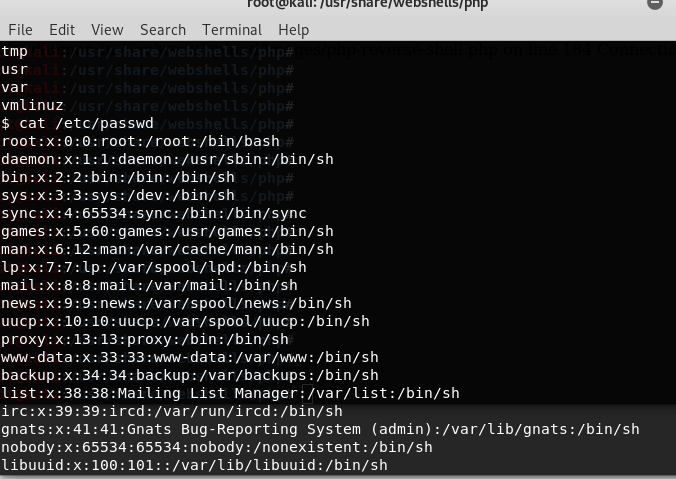 root@kali: /usr/share/webshells/php
File Edit View Search Terminal Help
tmp
usr
var
vmlinuz
$ cat /etc/passwd
root:x:0:0:root:/root:/bin/bash
daemon:x:1:1:daemon:/usr/sbin:/bin/sh
bin:x:2:2:bin:/bin:/bin/sh
sys:x:3:3:sys:/dev:/bin/sh
sync:x:4:65534:sync:/bin:/bin/sync
games:x:5:60:games:/usr/games:/bin/sh
man:x:6:12:man:/var/cache/man:/bin/sh
lp:x:7:7:lp:/var/spool/lpd:/bin/sh
mail:x:8:8:mail:/var/mail:/bin/sh
news:x:9:9:news:/var/spool/news:/bin/sh
uucp:x:10:10:uucp:/var/spool/uucp:/bin/sh
proxy:x:13:13:proxy:/bin:/bin/sh
www-data:x:33:33:www-data:/var/www:/bin/sh
backup:x:34:34:backup:/var/backups:/bin/sh
list:x:38:38:Mailing List Manager:/var/list:/bin/sh
irc:x:39:39:ircd:/var/run/ircd:/bin/sh
gnats:x:41:41:Gnats Bug-Reporting System (admin):/var/lib/gnats:/bin/sh
nobody:x:65534:65534:nobody:/nonexistent:/bin/sh
libuuid:x:100:101::/var/lib/libuuid:/bin/sh